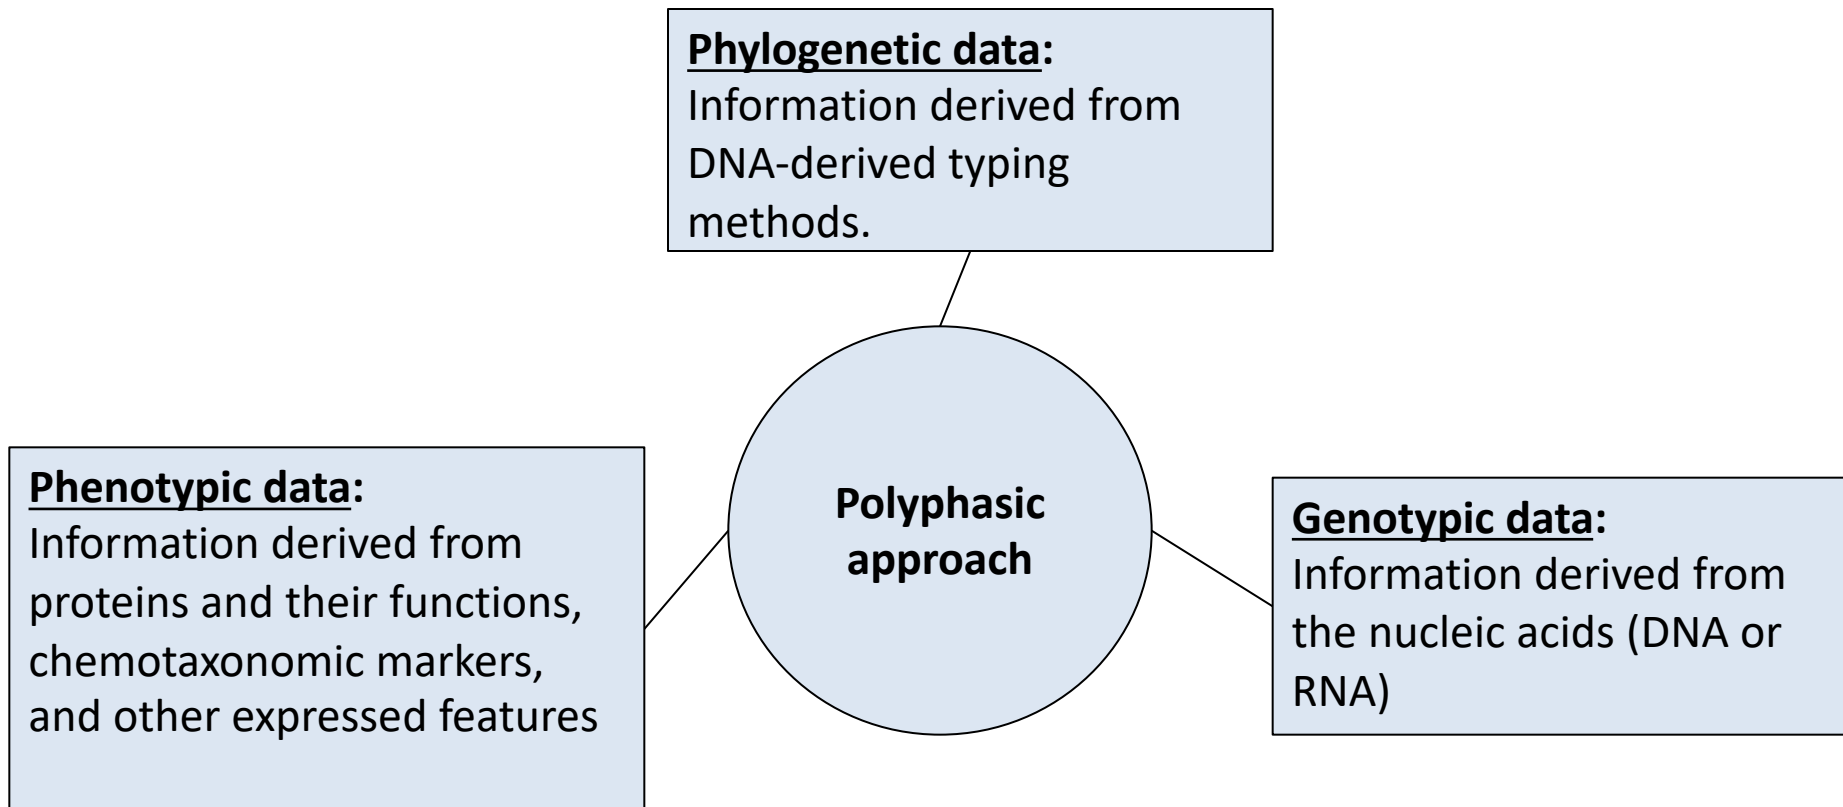 Phylogenetic data:
Information derived from
DNA-derived typing
methods.
Phenotypic data:
Information derived from
proteins and their functions,
chemotaxonomic markers,
and other expressed features
Polyphasic
approach
Genotypic data:
Information derived from
the nucleic acids (DNA or
RNA)